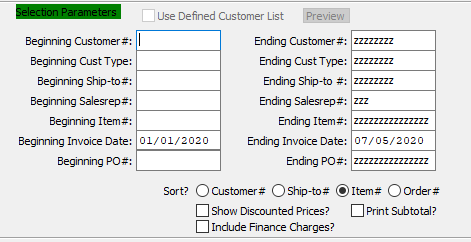 Selection Parameters Use Defined Customer List Preview
Beginning Customer#: Ending Customer#: zzzzzzzz
Beginning Cust Type: Ending Cust Type: zzzzzzzz
Beginning Ship-to#: Ending Ship-to #: zzzzzzzz
Beginning Salesrep#: Ending Salesrep#: zzz
Beginning Item#: Ending Item#: zzzzzzzzzzzzzzz
Beginning Invoice Date: 01/01/2020 Ending Invoice Date: 07/05/2020
Beginning PO#: Ending PO#: zzzzzzzzzzzzzzz
Sort? Customer# Ship-to# Item# Order#
Show Discounted Prices? Print Subtotal?
Include Finance Charges?